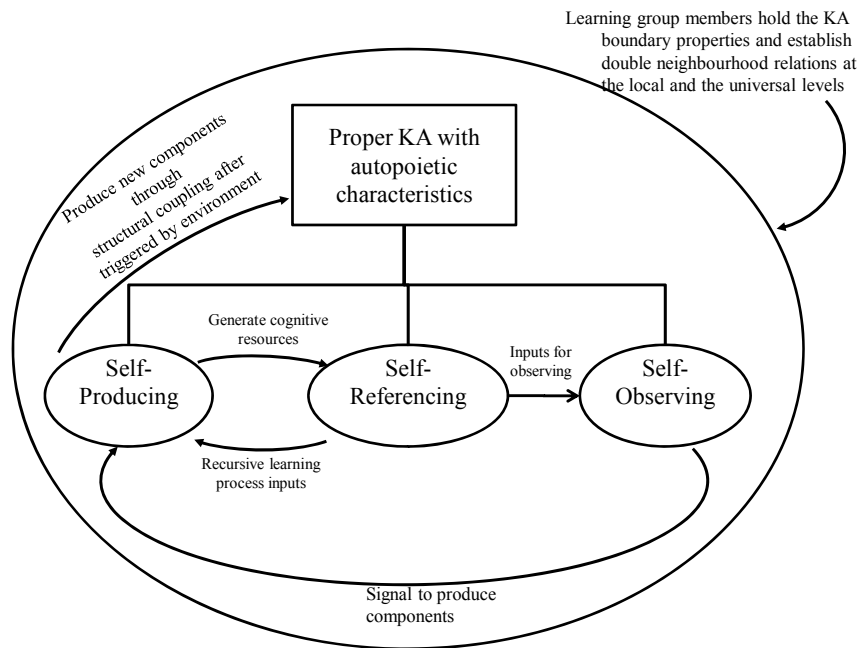 Learning group members hold the KA
boundary properties and establish
double neighbourhood relations at
the local and the universal levels
Proper KA with
autopoietic
characteristics
Produce new components
through
structural coupling after
triggered by environment
Generate cognitive
resources
Inputs for
observing
Self-
Producing
Self-
Referencing
Self-
Observing
Recursive learning
process inputs
Signal to produce
components